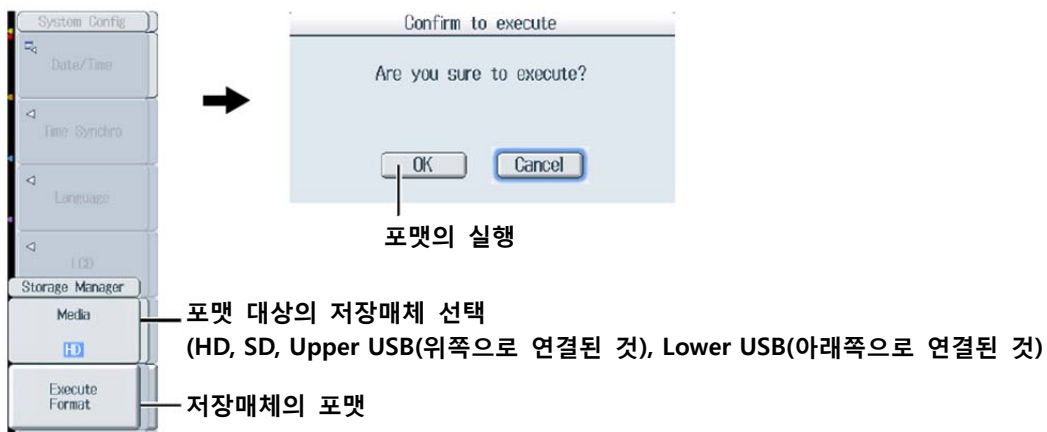 System Config
Date/Time
Time Synchro
Language
LCD
Storage Manager
Media
HD
Execute
Format
Confirm to execute
Are you sure to execute?
OK
Cancel
포맷의 실행
포맷 대상의 저장매체 선택
(HD, SD, Upper USB(위쪽으로 연결된 것), Lower USB(아래쪽으로 연결된 것)
저장매체의 포맷